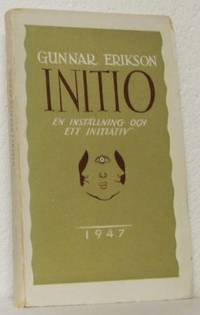 GUNNAR ERIKSON
INITIO
EN INSTÄLLNING OCH
ETT INITIATIV
1947